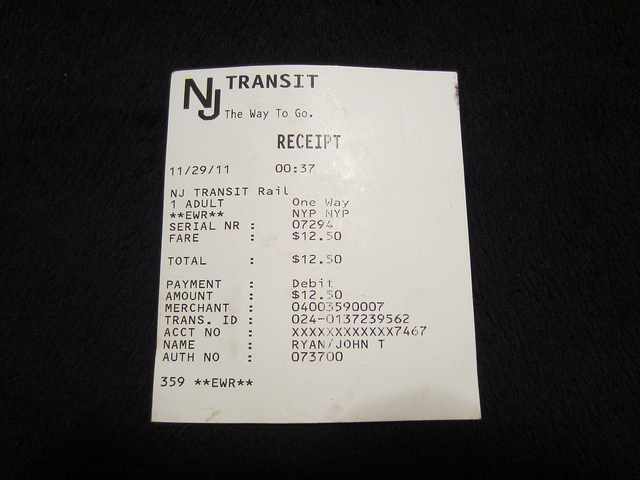 NJ TRANSIT
The Way To Go.
RECEIPT
11/29/11 00:37
NJ TRANSIT Rail
1 ADULT One Way
**EWR** NYP NYP
SERIAL NR : 07294
FARE : $12.50
TOTAL : $12.50
PAYMENT : Debit
AMOUNT : $12.50
MERCHANT : 04003590007
TRANS. ID : 024-0137239562
ACCT NO : XXXXXXXXXXXX7467
NAME : RYAN/JOHN T
AUTH NO : 073700
359 **EWR**